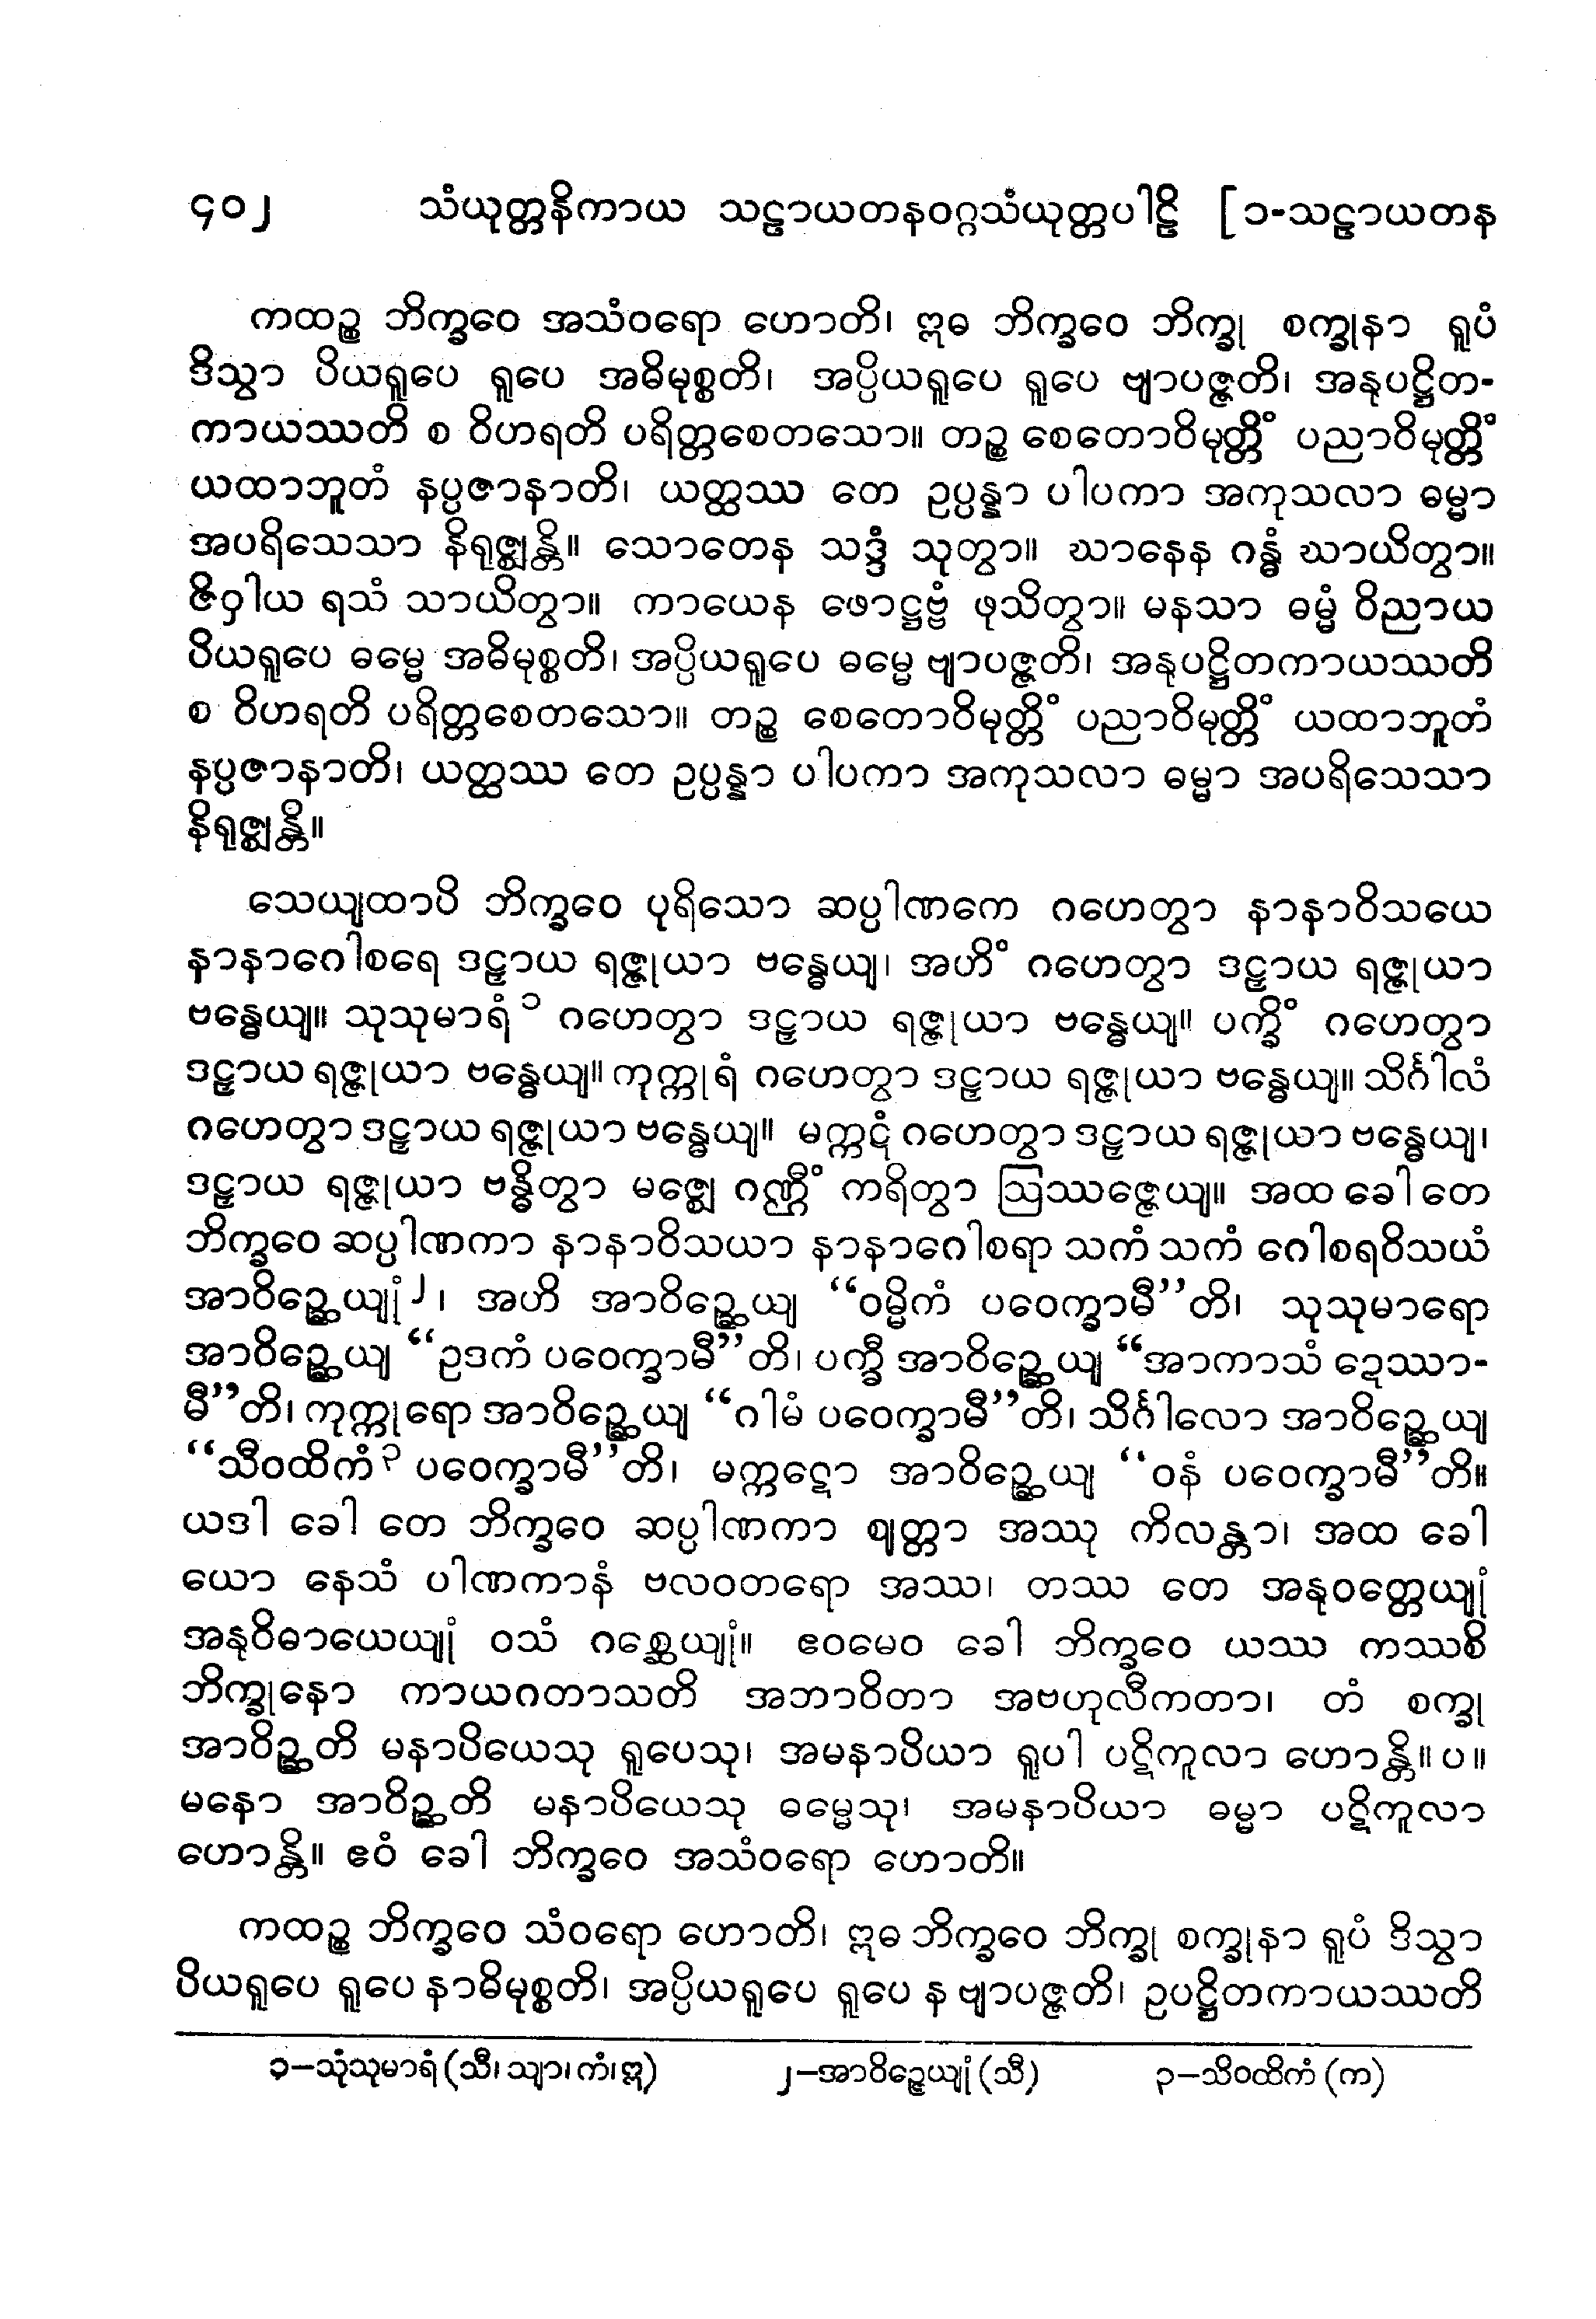 ၄၀၂ သံယုတ္တနိကာယ သဠာယတနဝဂ္ဂသံယုတ္တပါဠိ [ ၁-သဠာယတန
ကထဉ္စ ဘိက္ခဝေ အသံဝရော ဟောတိ၊ ဣဓ ဘိက္ခဝေ ဘိက္ခု စက္ခုနာ ရူပံ
ဒိသွာ ပိယရူပေ ရူပေ အဓိမုစ္စတိ၊ အပ္ပိယရူပေ ရူပေ ဗျာပဇ္ဇတိ၊ အနုပဋ္ဌိတ-
ကာယဿတိ စ ဝိဟရတိ ပရိတ္တစေတသော။ တဉ္စ စေတောဝိမုတ္တိံ ပညာဝိမုတ္တိံ
ယထာဘူတံ နပ္ပဇာနာတိ၊ ယတ္ထဿ တေ ဥပ္ပန္နာ ပါပကာ အကုသလာ ဓမ္မာ
အပရိသေသာ နိရုဇ္ဈန္တိ။ သောတေန သဒ္ဒံ သုတွာ။ ဃာနေန ဂန္ဓံ ဃာယိတွာ။
ဇိဝှါယ ရသံ သာယိတွာ။ ကာယေန ဖောဋ္ဌဗ္ဗံ ဖုသိတွာ။ မနသာ ဓမ္မံ ဝိညာယ
ပိယရူပေ ဓမ္မေ အဓိမုစ္စတိ၊ အပ္ပိယရူပေ ဓမ္မေ ဗျာပဇ္ဇတိ၊ အနုပဋ္ဌိတကာယဿတိ
စ ဝိဟရတိ ပရိတ္တစေတသော။ တဉ္စ စေတောဝိမုတ္တိံ ပညာဝိမုတ္တိံ ယထာဘူတံ
နပ္ပဇာနာတိ၊ ယတ္ထဿ တေ ဥပ္ပန္နာ ပါပကာ အကုသလာ ဓမ္မာ အပရိသေသာ
နိရုဇ္ဈန္တိ။
သေယျထာပိ ဘိက္ခဝေ ပုရိသော ဆပ္ပါဏကေ ဂဟေတွာ နာနာဝိသယေ
နာနာဂေါစရေ ဒဠှာယ ရဇ္ဇုယာ ဗန္ဓေယျ၊ အဟိံ ဂဟေတွာ ဒဠှာယ ရဇ္ဇုယာ
ဗန္ဓေယျ။ သုသုမာရံ ၁ ဂဟေတွာ ဒဠှာယ ရဇ္ဇုယာ ဗန္ဓေယျ။ ပက္ခိံ ဂဟေတွာ
ဒဠှာယ ရဇ္ဇုယာ ဗန္ဓေယျ။ ကုက္ကုရံ ဂဟေတွာ ဒဠှာယ ရဇ္ဇုယာ ဗန္ဓေယျ။ သိင်္ဂါလံ
ဂဟေတွာ ဒဠှာယ ရဇ္ဇုယာ ဗန္ဓေယျ။ မက္ကဋံ ဂဟေတွာ ဒဠှာယ ရဇ္ဇုယာ ဗန္ဓေယျ၊
ဒဠှာယ ရဇ္ဇုယာ ဗန္ဓိတွာ မဇ္ဈေ ဂဏ္ဌိံ ကရိတွာ ဩဿဇ္ဇေယျ။ အထ ခေါ တေ
ဘိက္ခဝေ ဆပ္ပါဏကာ နာနာဝိသယာ နာနာဂေါစရာ သကံ သကံ ဂေါစရဝိသယံ
အာဝိဉ္ဆေယျုံ ၂၊ အဟိ အာဝိဉ္ဆေယျ “ဝမ္မိကံ ပဝေက္ခာမီ”တိ၊ သုသုမာရော
အာဝိဉ္ဆေယျ “ဥဒကံ ပဝေက္ခာမီ”တိ၊ ပက္ခီ အာဝိဉ္ဆေယျ “အာကာသံ ဍေဿာ-
မီ”တိ၊ ကုက္ကုရော အာဝိဉ္ဆေယျ “ဂါမံ ပဝေက္ခာမီ”တိ၊ သိင်္ဂါလော အာဝိဉ္ဆေယျ
“သီဝထိကံ ၃ ပဝေက္ခာမီ”တိ၊ မက္ကဋော အာဝိဉ္ဆေယျ “ဝနံ ပဝေက္ခာမီ”တိ။
ယဒါ ခေါ တေ ဘိက္ခဝေ ဆပ္ပါဏကာ ဈတ္တာ အဿု ကိလန္တာ၊ အထ ခေါ
ယော နေသံ ပါဏကာနံ ဗလဝတရော အဿ၊ တဿ တေ အနုဝတ္တေယျုံ
အနုဝိဓာယေယျုံ ဝသံ ဂစ္ဆေယျုံ။ ဧဝမေဝ ခေါ ဘိက္ခဝေ ယဿ ကဿစိ
ဘိက္ခုနော ကာယဂတာသတိ အဘာဝိတာ အဗဟုလီကတာ၊ တံ စက္ခု
အာဝိဉ္ဆတိ မနာပိယေသု ရူပေသု၊ အမနာပိယာ ရူပါ ပဋိကူလာ ဟောန္တိ။ ပ ။
မနော အာဝိဉ္ဆတိ မနာပိယေသု ဓမ္မေသု၊ အမနာပိယာ ဓမ္မာ ပဋိကူလာ
ဟောန္တိ။ ဧဝံ ခေါ ဘိက္ခဝေ အသံဝရော ဟောတိ။
ကထဉ္စ ဘိက္ခဝေ သံဝရော ဟောတိ၊ ဣဓ ဘိက္ခဝေ ဘိက္ခု စက္ခုနာ ရူပံ ဒိသွာ
ပိယရူပေ ရူပေ နာဓိမုစ္စတိ၊ အပ္ပိယရူပေ ရူပေ န ဗျာပဇ္ဇတိ၊ ဥပဋ္ဌိတကာယဿတိ
၁–သုံသုမာရံ (သီ၊ သျာ၊ ကံ၊ ဣ) ၂–အာဝိဉ္ဇေယျုံ (သီ) ၃–သိဝထိကံ (က)